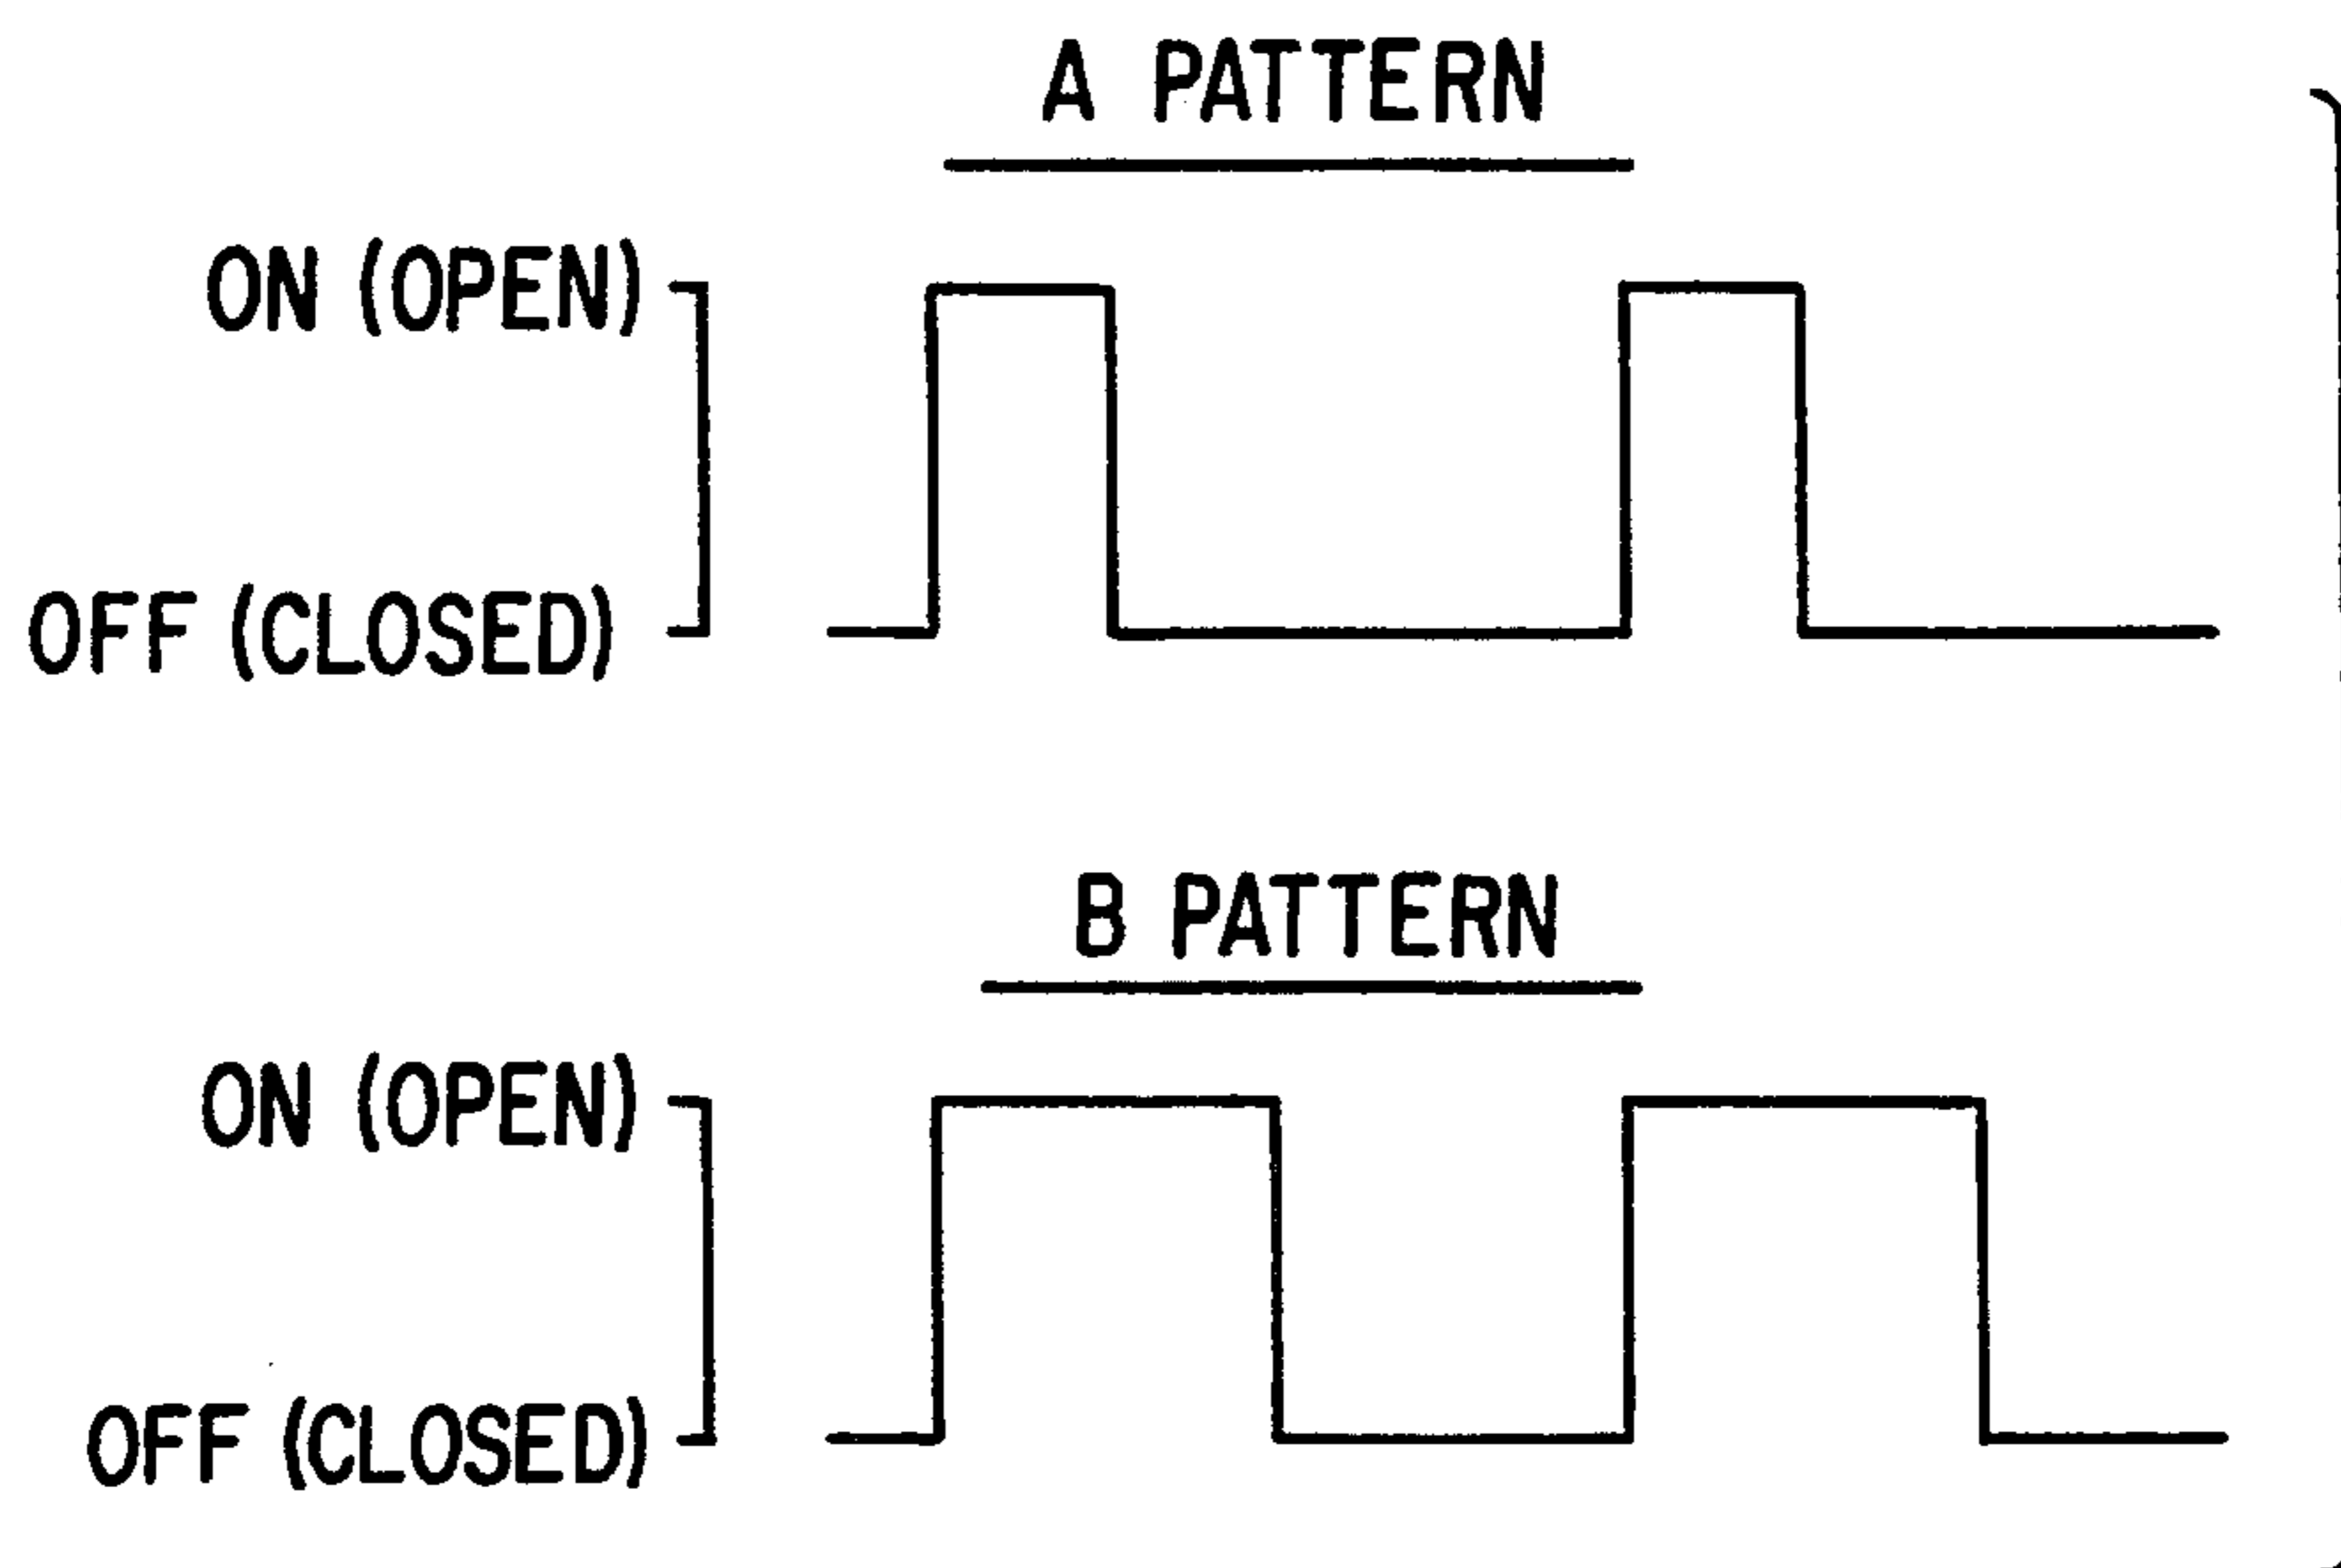 A PATTERN
ON (OPEN)
OFF (CLOSED)
B PATTERN
ON (OPEN)
OFF (CLOSED)